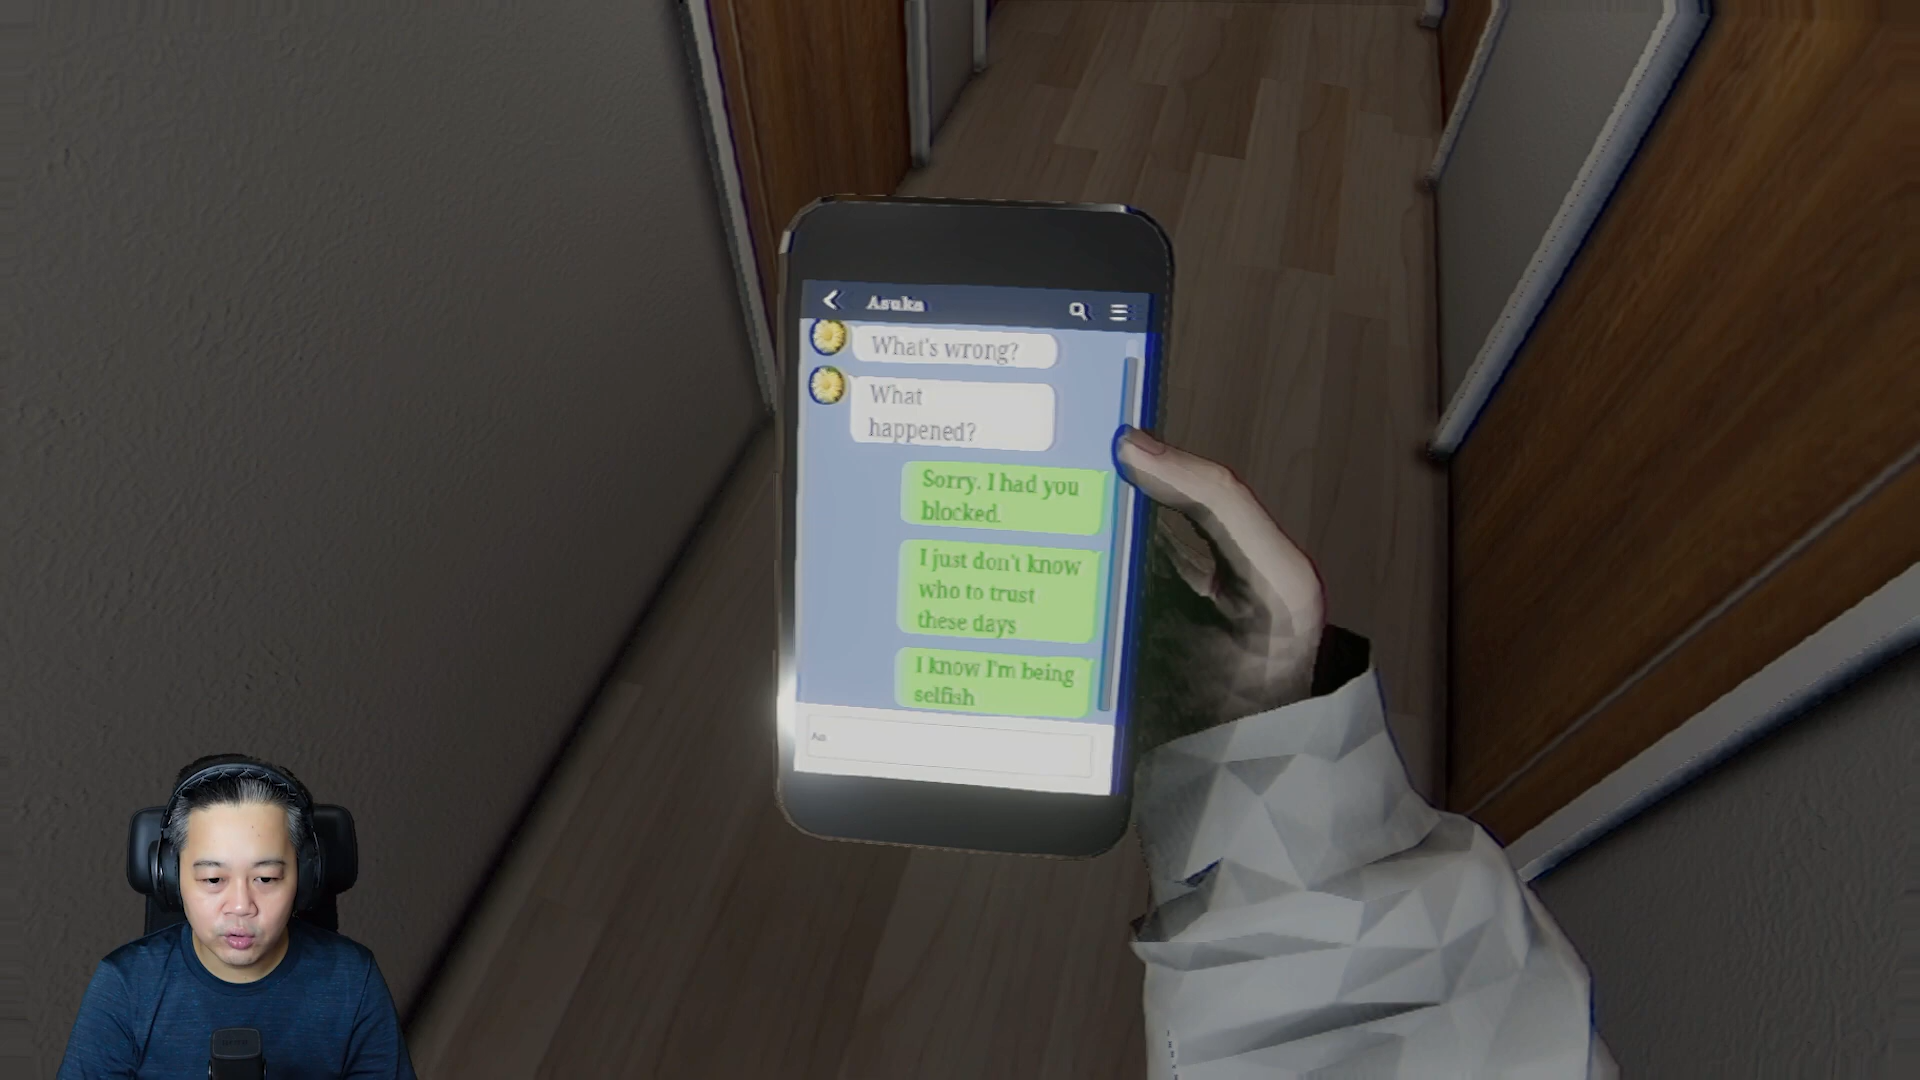 Asuka
What's wrong?
What
happened?
Sorry. I had you
blocked.
I just don't know
who to trust
these days
I know I'm being
selfish
Aa